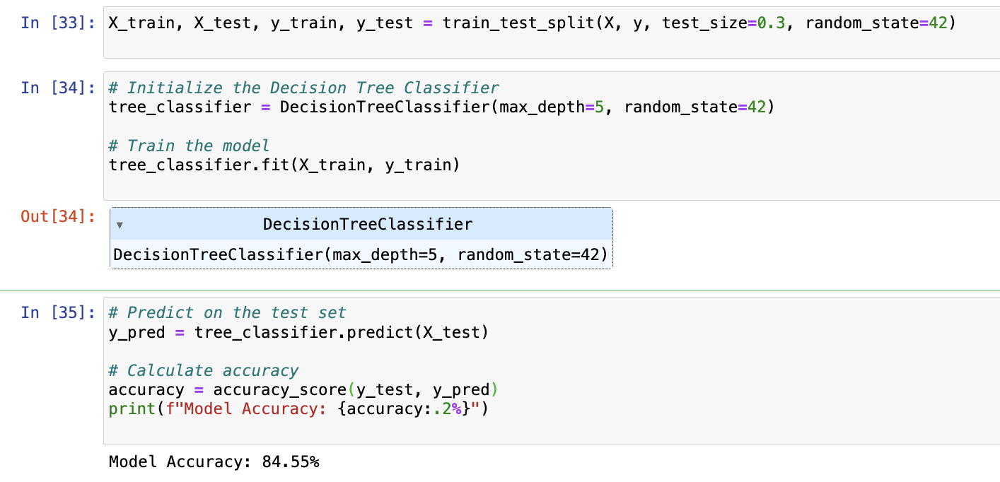 In [33]: X_train, X_test, y_train, y_test = train_test_split(X, y, test_size=0.3, random_state=42)
In [34]: # Initialize the Decision Tree Classifier
tree_classifier = DecisionTreeClassifier(max_depth=5, random_state=42)
# Train the model
tree_classifier.fit(X_train, y_train)
Out[34]: ▼ DecisionTreeClassifier
DecisionTreeClassifier(max_depth=5, random_state=42)
In [35]: # Predict on the test set
y_pred = tree_classifier.predict(X_test)
# Calculate accuracy
accuracy = accuracy_score(y_test, y_pred)
print(f"Model Accuracy: {accuracy:.2%}")
Model Accuracy: 84.55%